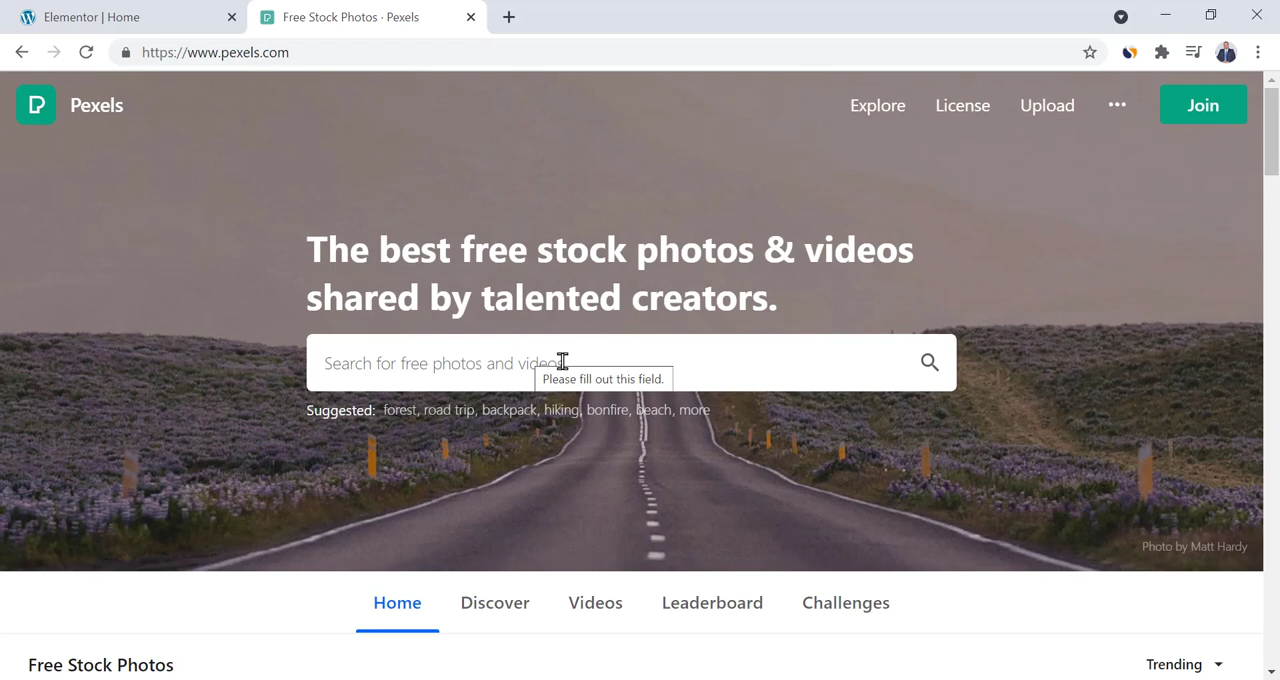 Elementor | Home
Free Stock Photos · Pexels
https://www.pexels.com
Pexels
Explore
License
Upload
Join
The best free stock photos & videos
shared by talented creators.
Search for free photos and videos
Please fill out this field.
Suggested: forest, road trip, backpack, hiking, bonfire, beach, more
Photo by Matt Hardy
Home
Discover
Videos
Leaderboard
Challenges
Free Stock Photos
Trending